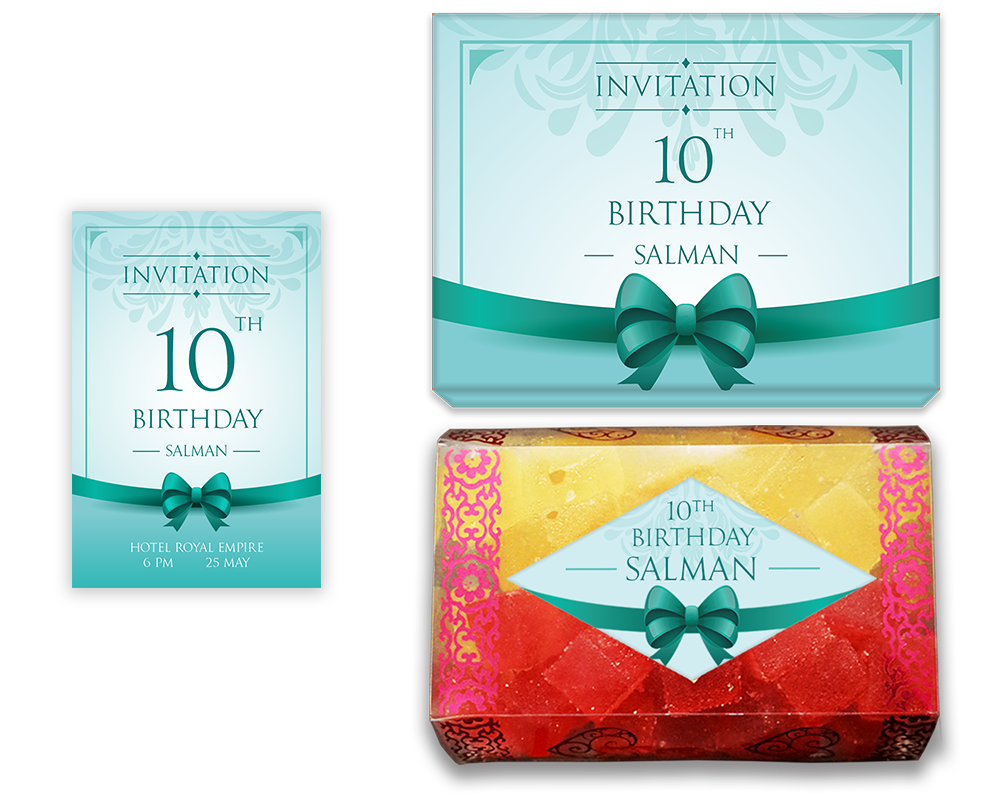 INVITATION
10TH
BIRTHDAY
SALMAN
HOTEL ROYAL EMPIRE
6 PM 25 MAY
INVITATION
10TH
BIRTHDAY
SALMAN
10TH
BIRTHDAY
SALMAN